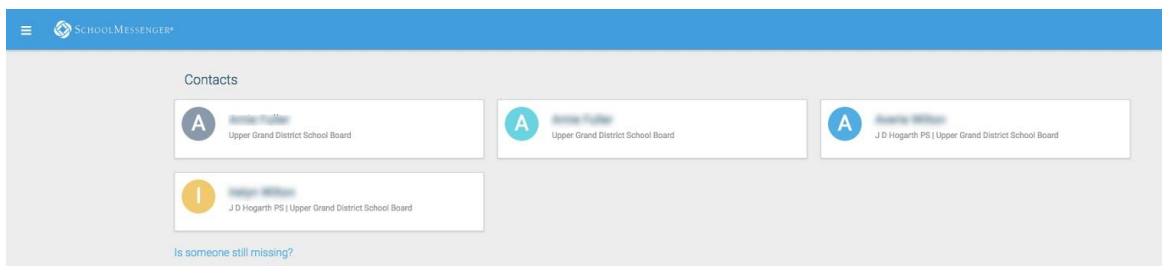 SCHOOLMESSENGER®
Contacts
A
Upper Grand District School Board
A
Upper Grand District School Board
A
J D Hogarth PS | Upper Grand District School Board
I
J D Hogarth PS | Upper Grand District School Board
Is someone still missing?